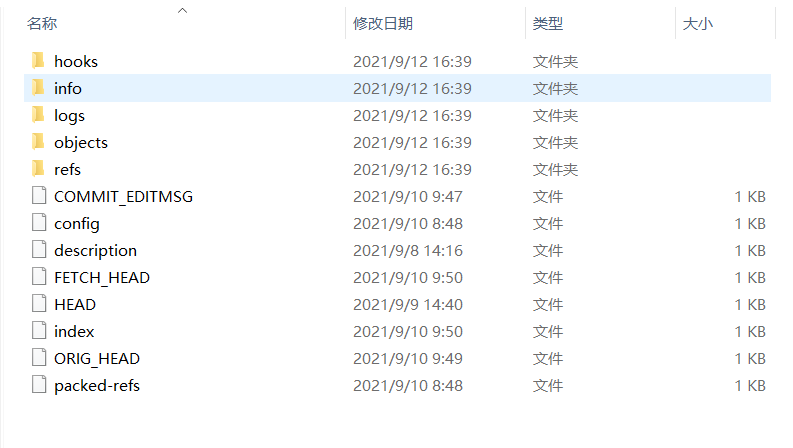 名称 修改日期 类型 大小
hooks 2021/9/12 16:39 文件夹
info 2021/9/12 16:39 文件夹
logs 2021/9/12 16:39 文件夹
objects 2021/9/12 16:39 文件夹
refs 2021/9/12 16:39 文件夹
COMMIT_EDITMSG 2021/9/10 9:47 文件 1 KB
config 2021/9/10 8:48 文件 1 KB
description 2021/9/8 14:16 文件 1 KB
FETCH_HEAD 2021/9/10 9:50 文件 1 KB
HEAD 2021/9/9 14:40 文件 1 KB
index 2021/9/10 9:50 文件 1 KB
ORIG_HEAD 2021/9/10 9:49 文件 1 KB
packed-refs 2021/9/10 8:48 文件 1 KB